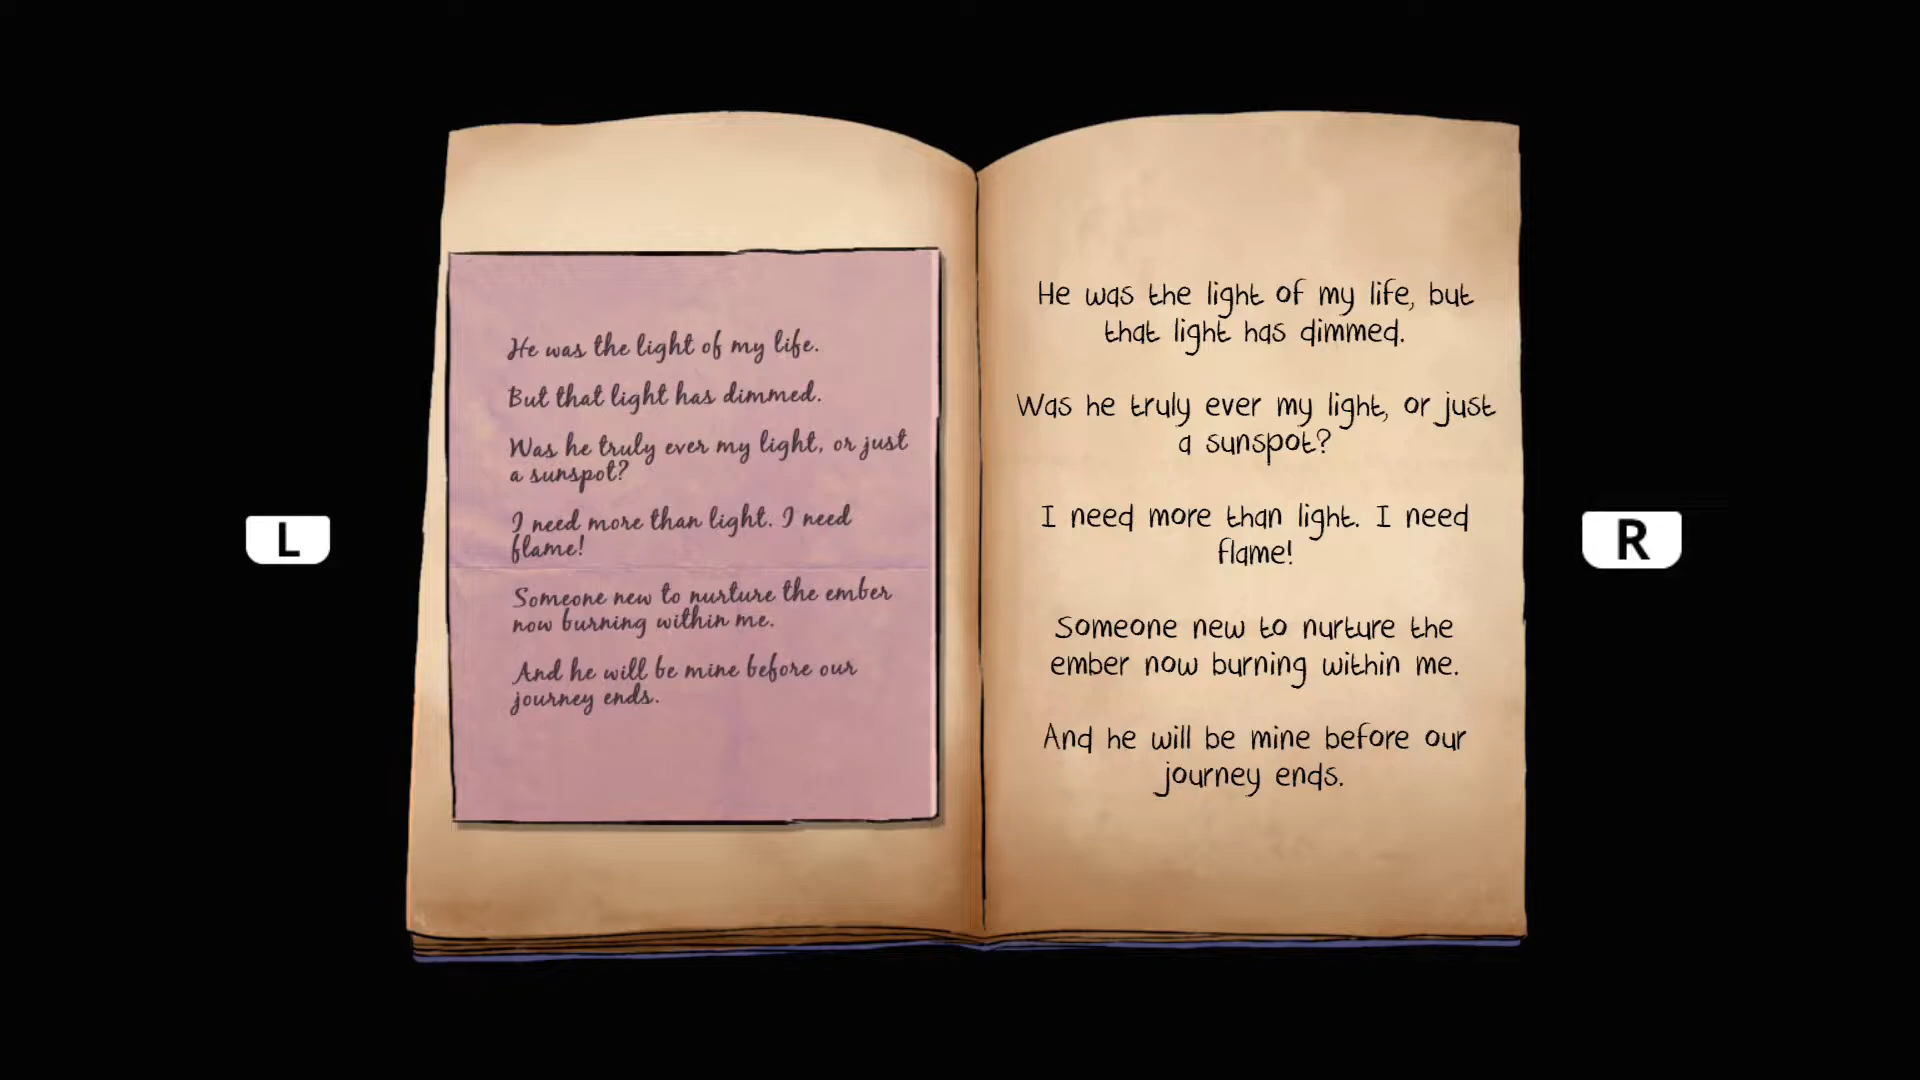 He was the light of my life.
But that light has dimmed.
Was he truly ever my light, or just
a sunspot?
I need more than light. I need
flame!
Someone new to nurture the ember
now burning within me.
And he will be mine before our
journey ends.
He was the light of my life, but
that light has dimmed.
Was he truly ever my light, or just
a sunspot?
I need more than light. I need
flame!
Someone new to nurture the
ember now burning within me.
And he will be mine before our
journey ends.
L
R